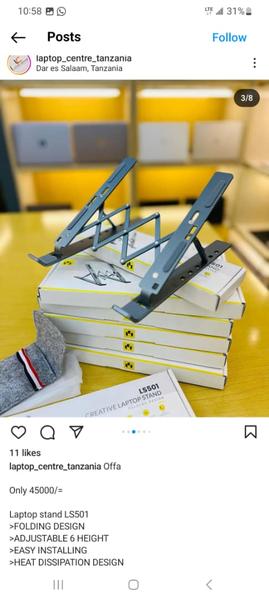 10:58
LTE
31%
Posts
Follow
laptop_centre_tanzania
Dar es Salaam, Tanzania
3/8
LS501
CREATIVE LAPTOP STAND
11 likes
laptop_centre_tanzania Offa
Only 45000/=
Laptop stand LS501
>FOLDING DESIGN
>ADJUSTABLE 6 HEIGHT
>EASY INSTALLING
>HEAT DISSIPATION DESIGN